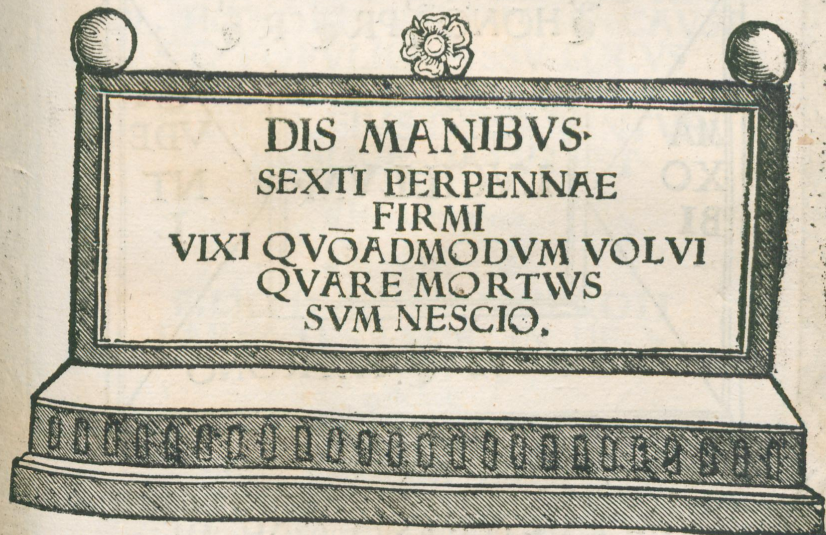 DIS MANIBVS·
SEXTI PERPENNAE
FIRMI
VIXI QVŌADMODVM VOLVI
QVARE MORTWS
SVM NESCIO.